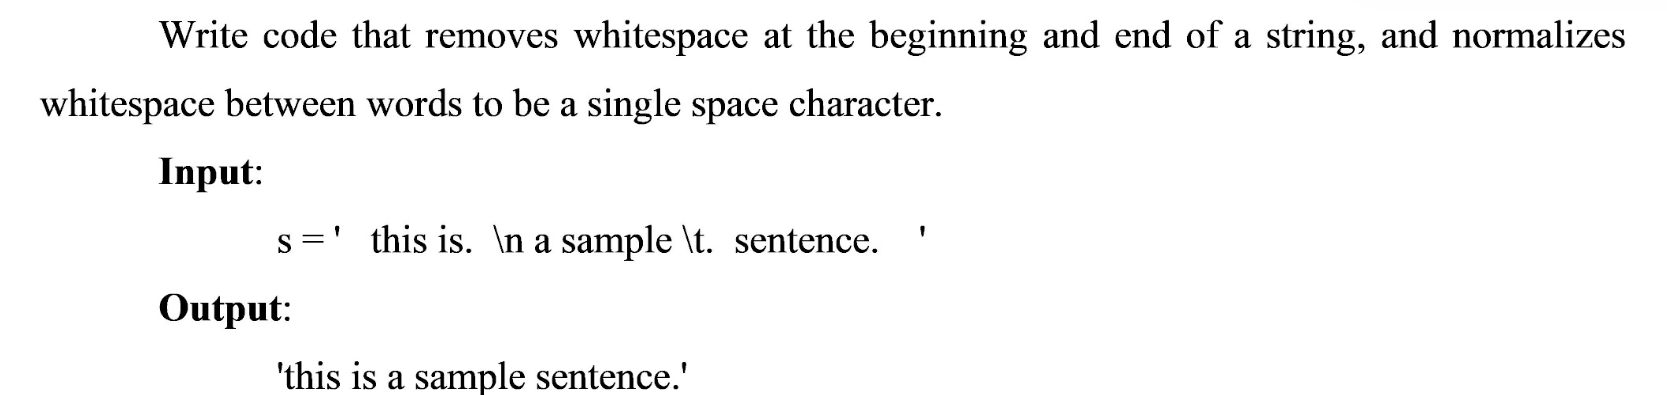 Write code that removes whitespace at the beginning and end of a string, and normalizes
whitespace between words to be a single space character.
Input:
s = '   this is.  \n a sample \t.  sentence.    '
Output:
'this is a sample sentence.'